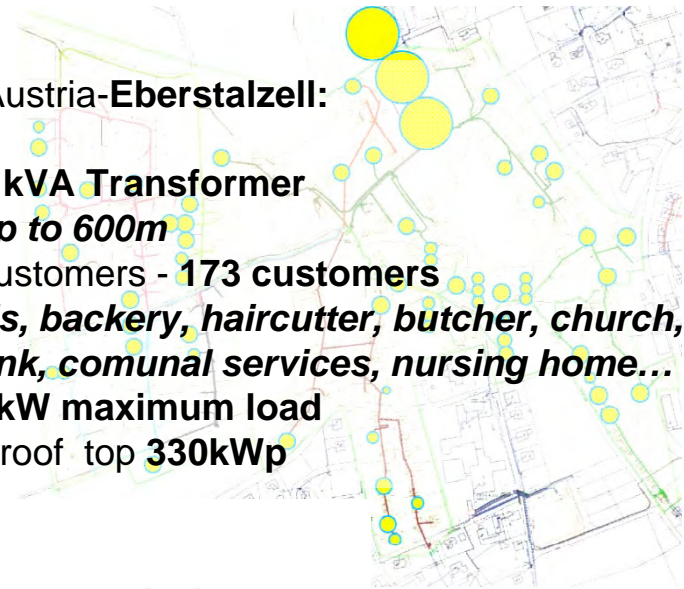 Austria-Eberstalzell:
kVA Transformer
p to 600m
ustomers - 173 customers
s, backery, haircutter, butcher, church,
nk, comunal services, nursing home…
kW maximum load
roof top 330kWp